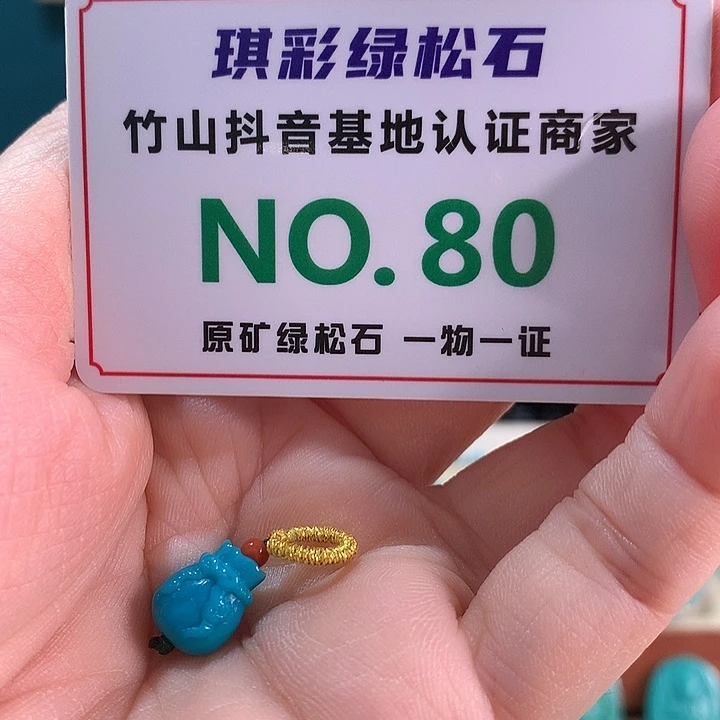 琪彩绿松石
竹山抖音基地认证商家
NO.80
原矿绿松石 一物一证